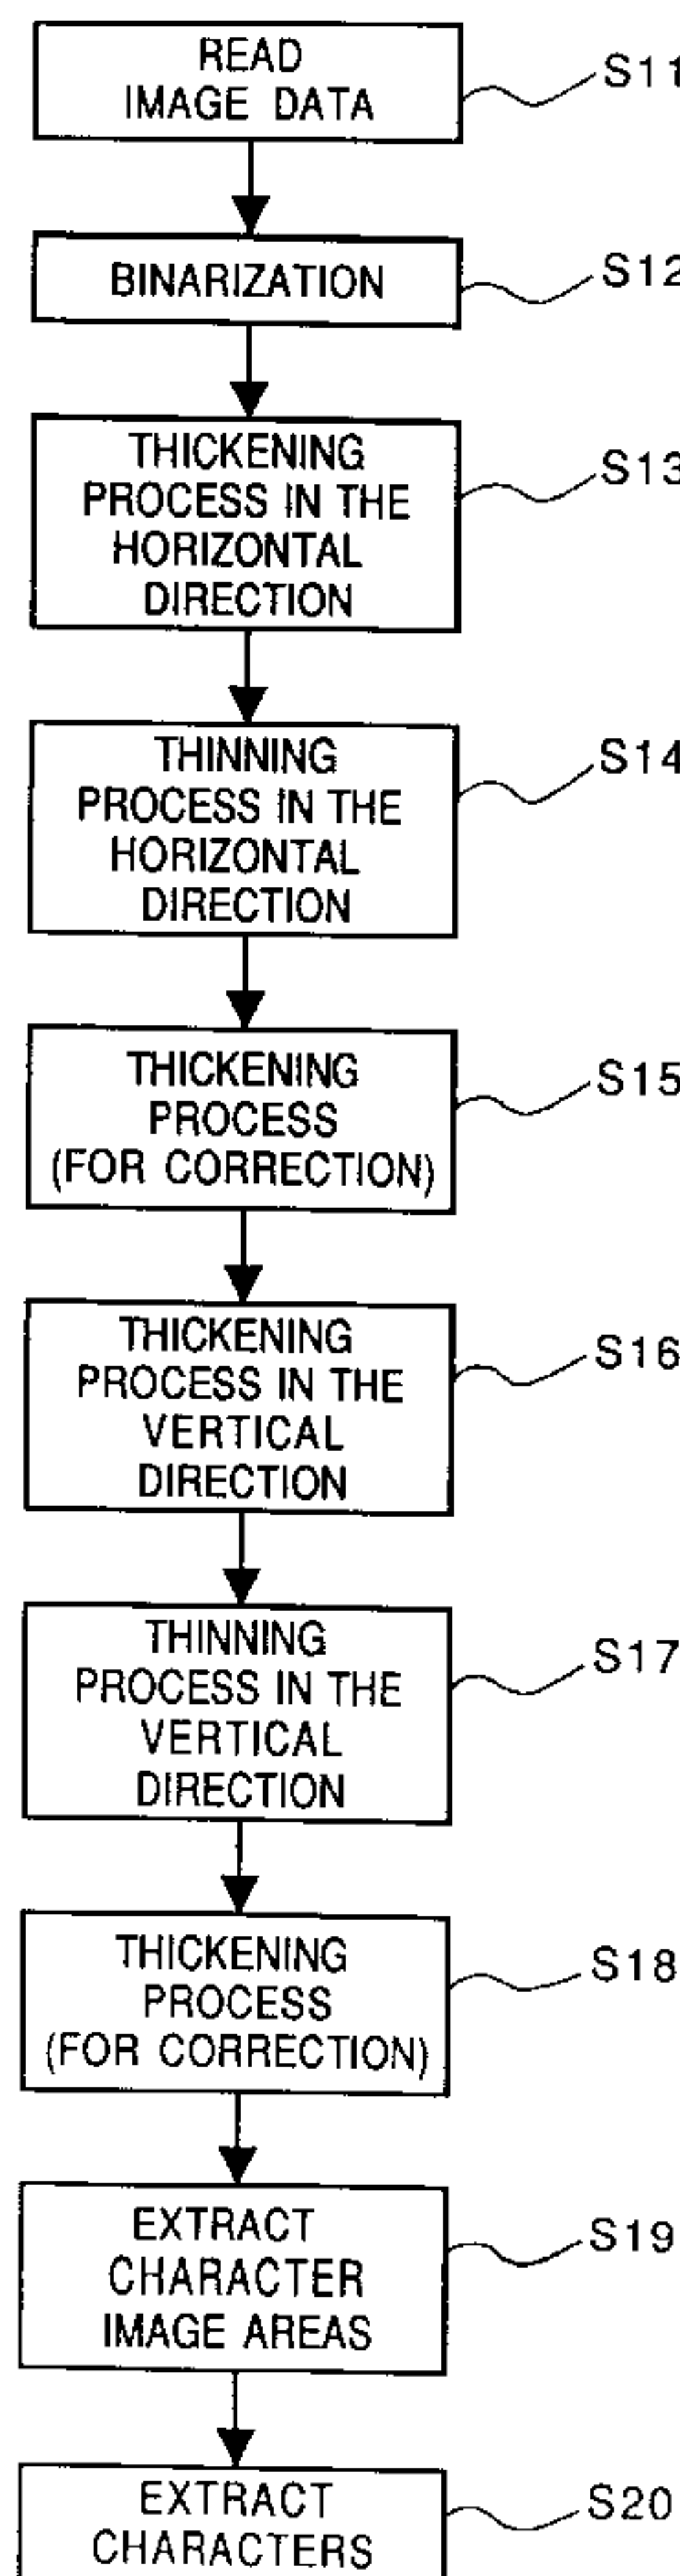 READ
IMAGE DATA
S11
BINARIZATION
S12
THICKENING
PROCESS IN THE
HORIZONTAL
DIRECTION
S13
THINNING
PROCESS IN THE
HORIZONTAL
DIRECTION
S14
THICKENING
PROCESS
(FOR CORRECTION)
S15
THICKENING
PROCESS IN THE
VERTICAL
DIRECTION
S16
THINNING
PROCESS IN THE
VERTICAL
DIRECTION
S17
THICKENING
PROCESS
(FOR CORRECTION)
S18
EXTRACT
CHARACTER
IMAGE AREAS
S19
EXTRACT
CHARACTERS
S20